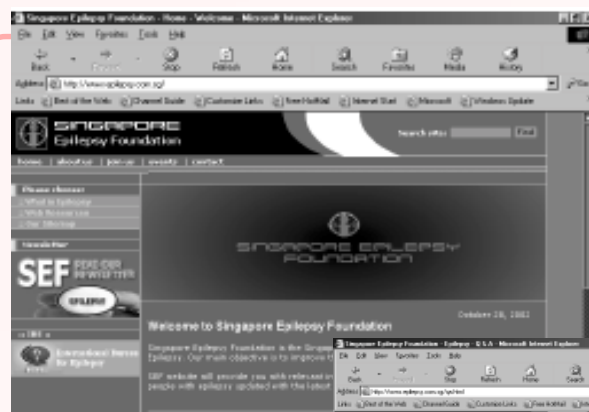 Singapore Epilepsy Foundation - Home - Welcome - Microsoft Internet Explorer
File Edit View Favorites Tools Help
Back Forward Stop Refresh Home Search Favorites Media History
Address http://www.epilepsy.com.sg/
Links Best of the Web Channel Guide Customize Links Free HotMail Internet Start Microsoft Windows Update
SINGAPORE
Epilepsy Foundation
Search site: Find
home | about us | join us | events | contact
Please choose:
What is Epilepsy
Web Resources
Our Sitemap
Newsletter
SEF READ OUR NEWSLETTER
EPILEPSY
SINGAPORE EPILEPSY
FOUNDATION
October 28, 2002
Welcome to Singapore Epilepsy Foundation
Singapore Epilepsy Foundation is the
Epilepsy. Our main objective is to improve
SEF website will provide you with relevant
people with epilepsy updated with the latest
International Bureau
for Epilepsy
Singapore Epilepsy Foundation - Epilepsy - Q & A - Microsoft Internet Explorer
File Edit View Favorites Tools Help
Back Forward Stop Refresh Home Search
Address
Links Best of the Web Channel Guide Customize Links Free HotMail